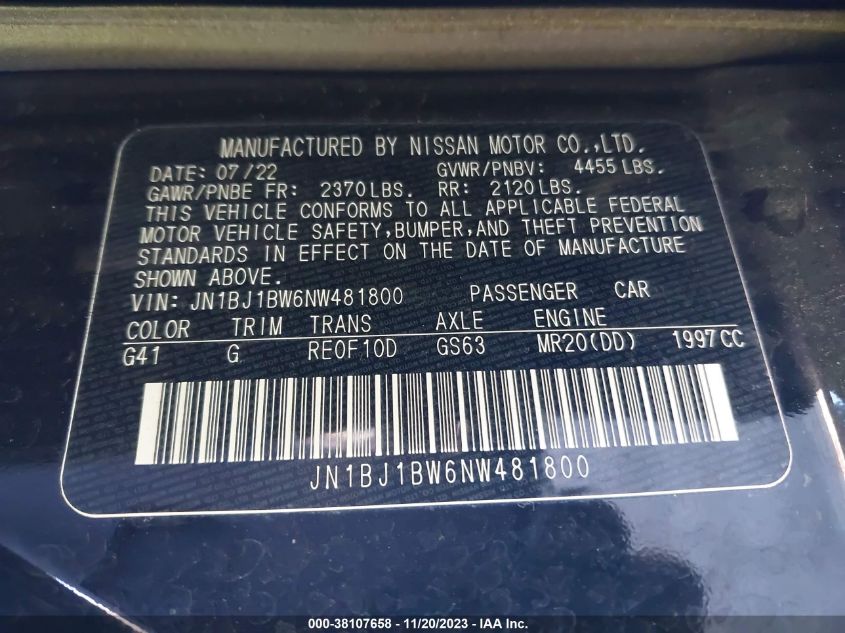 MANUFACTURED BY NISSAN MOTOR CO.,LTD.
DATE: 07/22 GVWR/PNBV: 4455 LBS.
GAWR/PNBE FR: 2370LBS. RR: 2120LBS.
THIS VEHICLE CONFORMS TO ALL APPLICABLE FEDERAL
MOTOR VEHICLE SAFETY,BUMPER,AND THEFT PREVENTION
STANDARDS IN EFFECT ON THE DATE OF MANUFACTURE
SHOWN ABOVE.
VIN: JN1BJ1BW6NW481800 PASSENGER CAR
COLOR TRIM TRANS AXLE ENGINE
G41 G RE0F10D GS63 MR20(DD) 1997CC
JN1BJ1BW6NW481800
000-38107658 - 11/20/2023 - IAA Inc.